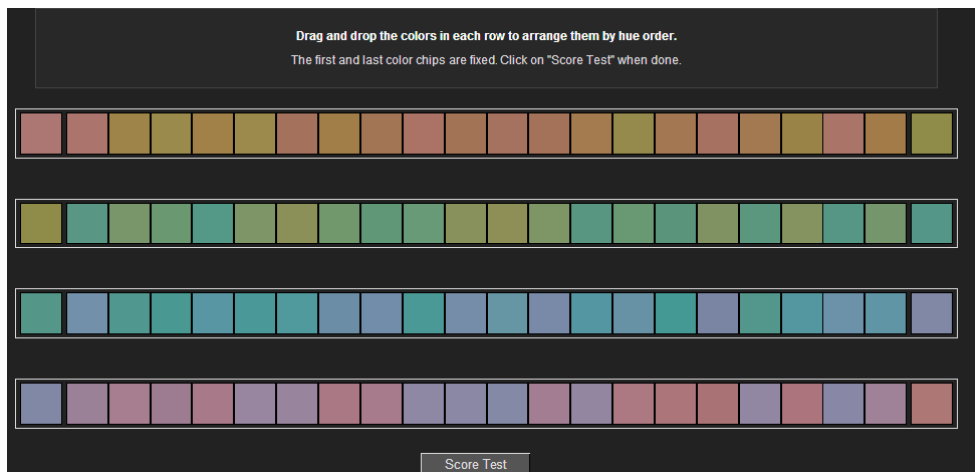 Drag and drop the colors in each row to arrange them by hue order.
The first and last color chips are fixed. Click on "Score Test" when done.
Score Test